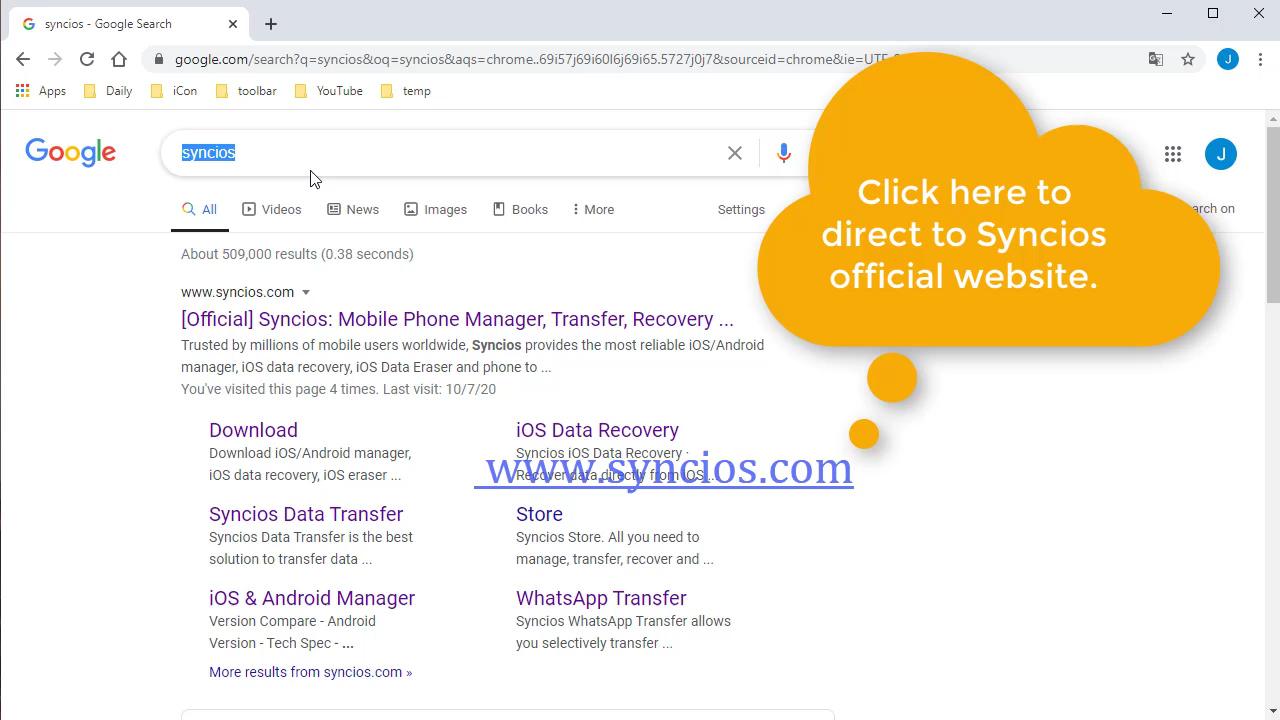 syncios - Google Search
google.com/search?q=syncios&oq=syncios&aqs=chrome..69i57j69i60l6j69i65.5727j0j7&sourceid=chrome&ie=UTF-8
J
Apps
Daily
iCon
toolbar
YouTube
temp
Google
syncios
J
All
Videos
News
Images
Books
More
Settings
Click here to
direct to Syncios
official website.
About 509,000 results (0.38 seconds)
www.syncios.com
[Official] Syncios: Mobile Phone Manager, Transfer, Recovery ...
Trusted by millions of mobile users worldwide, Syncios provides the most reliable iOS/Android
manager, iOS data recovery, iOS Data Eraser and phone to ...
You've visited this page 4 times. Last visit: 10/7/20
Download
Download iOS/Android manager,
iOS data recovery, iOS eraser ...
iOS Data Recovery
Syncios iOS Data Recovery ·
Recover data directly from iOS ...
www.syncios.com
Syncios Data Transfer
Syncios Data Transfer is the best
solution to transfer data ...
Store
Syncios Store. All you need to
manage, transfer, recover and ...
iOS & Android Manager
Version Compare - Android
Version - Tech Spec - ...
WhatsApp Transfer
Syncios WhatsApp Transfer allows
you selectively transfer ...
More results from syncios.com »